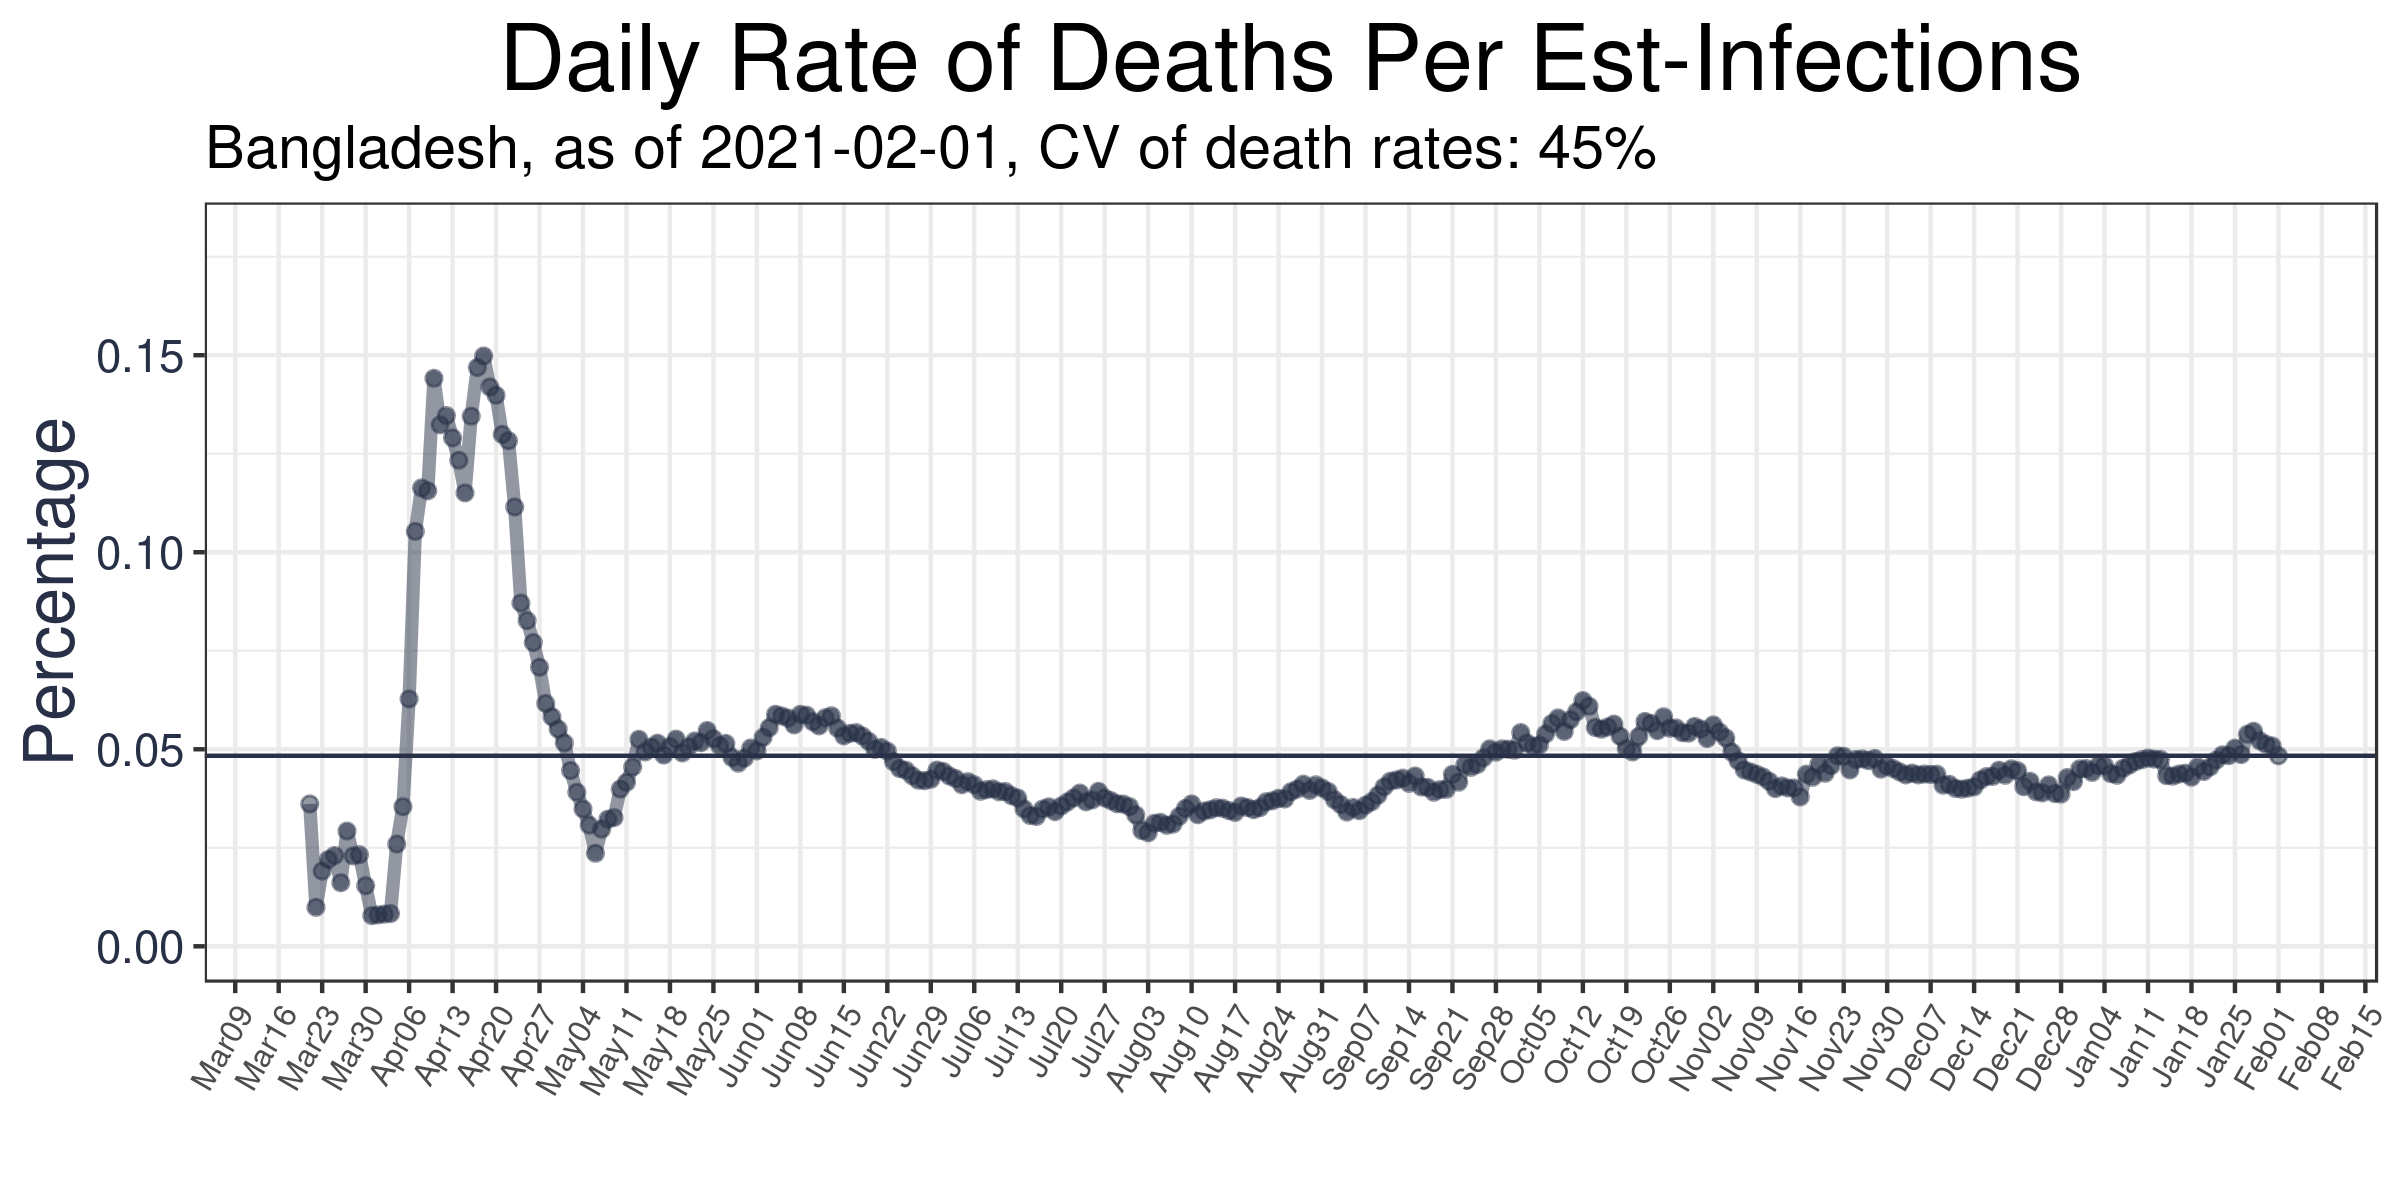 Daily Rate of Deaths Per Est-Infections
Bangladesh, as of 2021-02-01, CV of death rates: 45%
Percentage
0.15
0.10
0.05
0.00
Mar09
Mar16
Mar23
Mar30
Apr06
Apr13
Apr20
Apr27
May04
May11
May18
May25
Jun01
Jun08
Jun15
Jun22
Jun29
Jul06
Jul13
Jul20
Jul27
Aug03
Aug10
Aug17
Aug24
Aug31
Sep07
Sep14
Sep21
Sep28
Oct05
Oct12
Oct19
Oct26
Nov02
Nov09
Nov16
Nov23
Nov30
Dec07
Dec14
Dec21
Dec28
Jan04
Jan11
Jan18
Jan25
Feb01
Feb08
Feb15